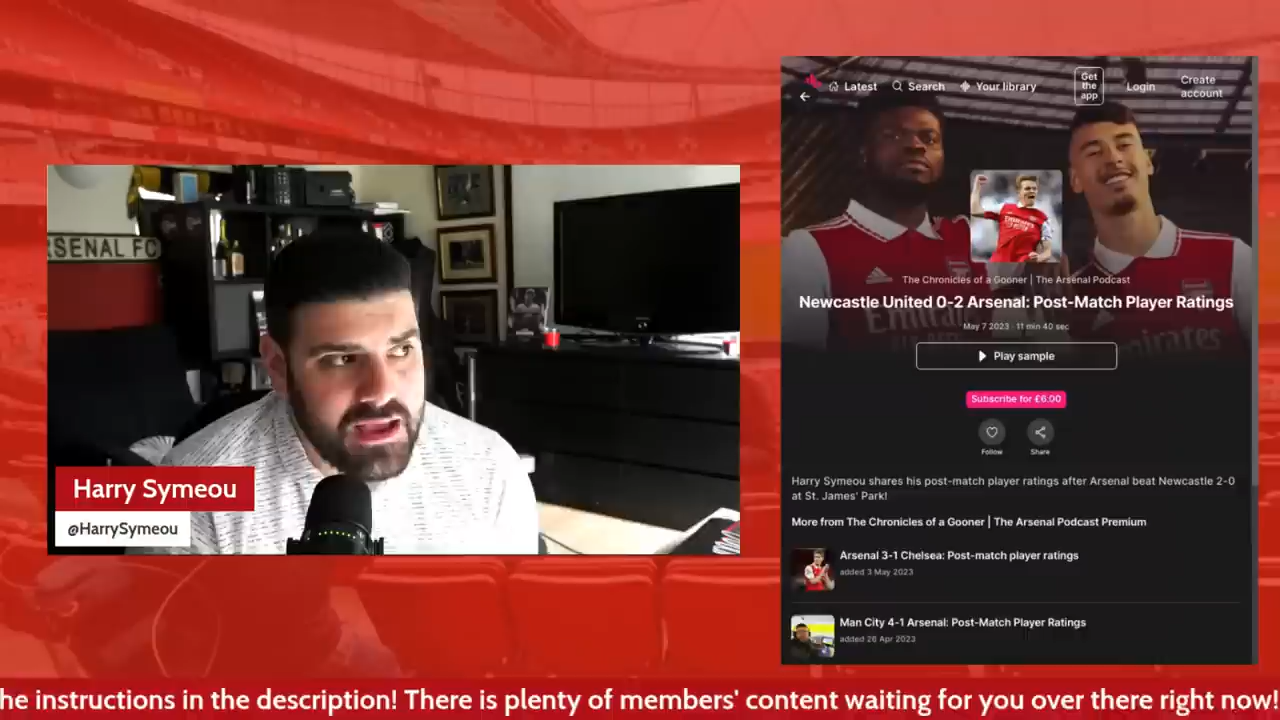 RSENAL FC
Harry Symeou
@HarrySymeou
Latest
Search
Your library
Get the app
Login
Create account
The Chronicles of a Gooner | The Arsenal Podcast
Newcastle United 0-2 Arsenal: Post-Match Player Ratings
May 7 2023 · 11 min 40 sec
Play sample
Subscribe for £6.00
Follow
Share
Harry Symeou shares his post-match player ratings after Arsenal beat Newcastle 2-0
at St. James' Park!
More from The Chronicles of a Gooner | The Arsenal Podcast Premium
Arsenal 3-1 Chelsea: Post-match player ratings
added 3 May 2023
Man City 4-1 Arsenal: Post-Match Player Ratings
added 26 Apr 2023
he instructions in the description! There is plenty of members' content waiting for you over there right now!